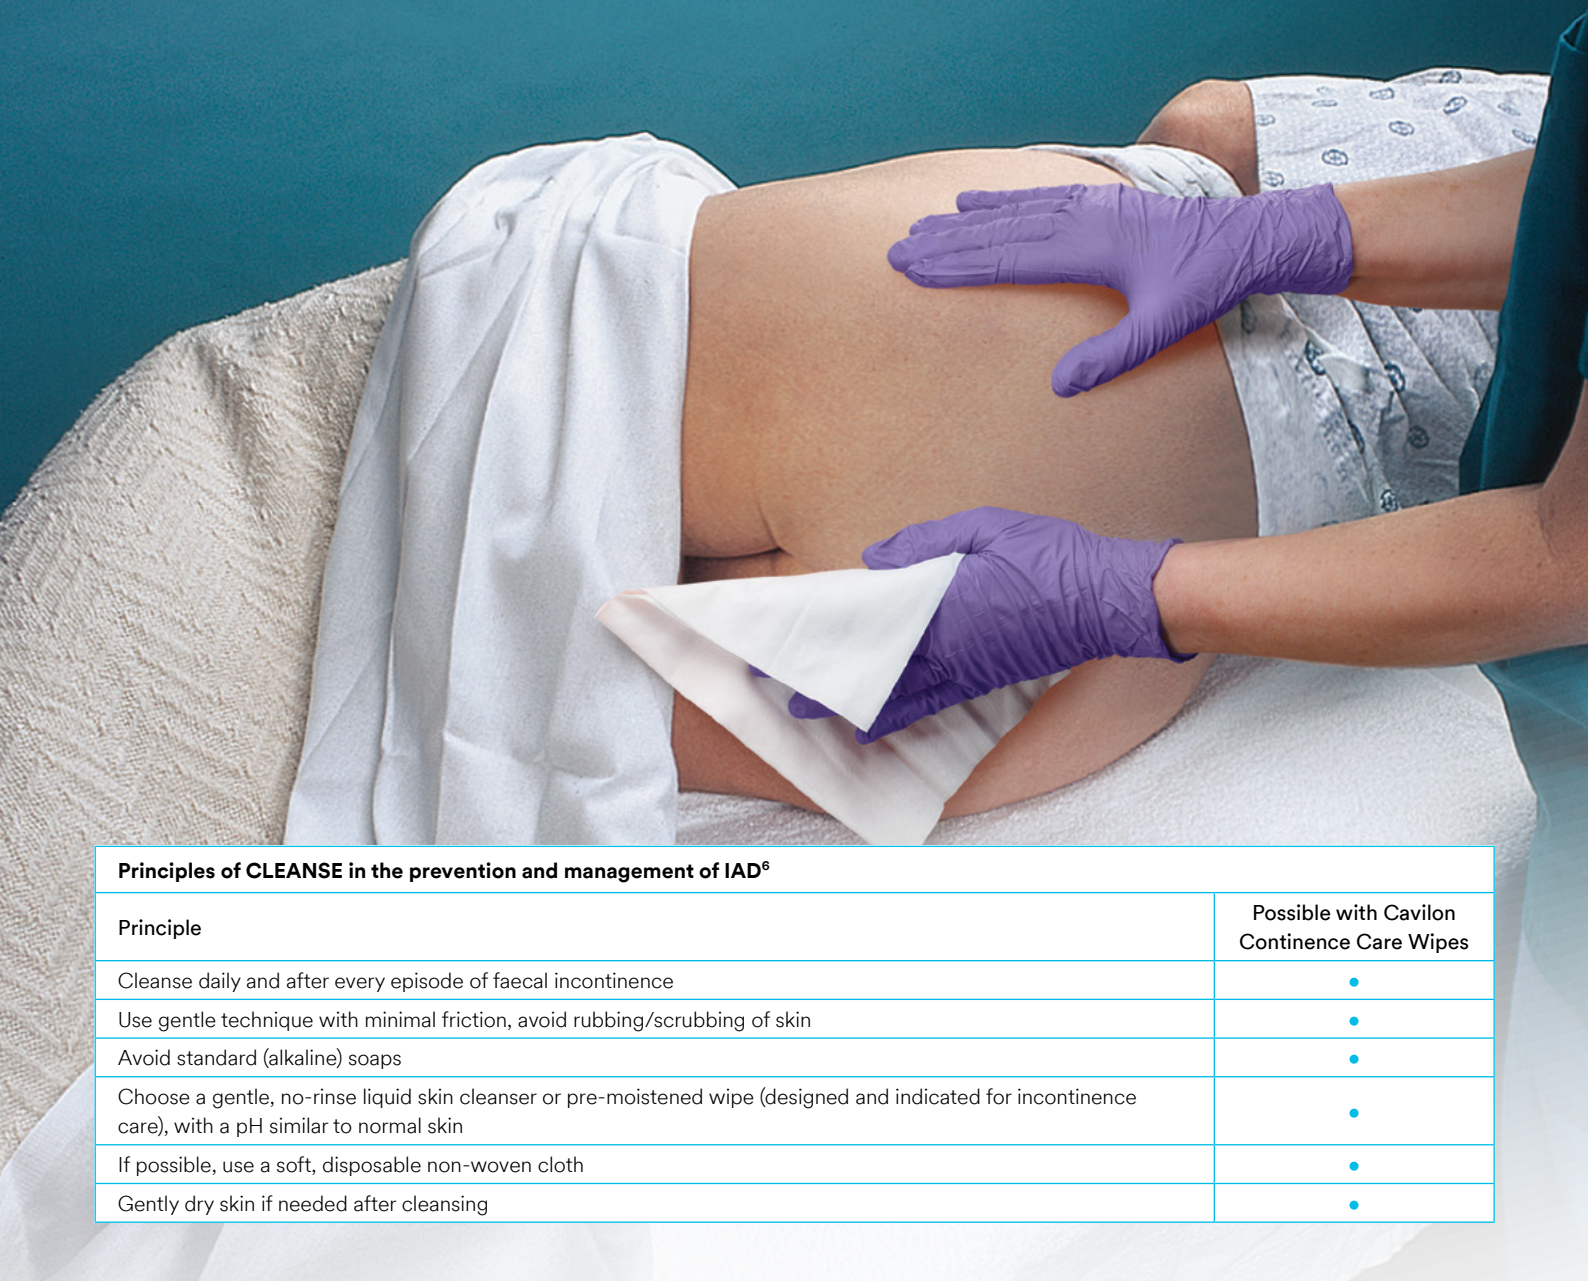 Principles of CLEANSE in the prevention and management of IAD⁶
Principle
Possible with Cavilon
Continence Care Wipes
Cleanse daily and after every episode of faecal incontinence
•
Use gentle technique with minimal friction, avoid rubbing/scrubbing of skin
•
Avoid standard (alkaline) soaps
•
Choose a gentle, no-rinse liquid skin cleanser or pre-moistened wipe (designed and indicated for incontinence
care), with a pH similar to normal skin
•
If possible, use a soft, disposable non-woven cloth
•
Gently dry skin if needed after cleansing
•